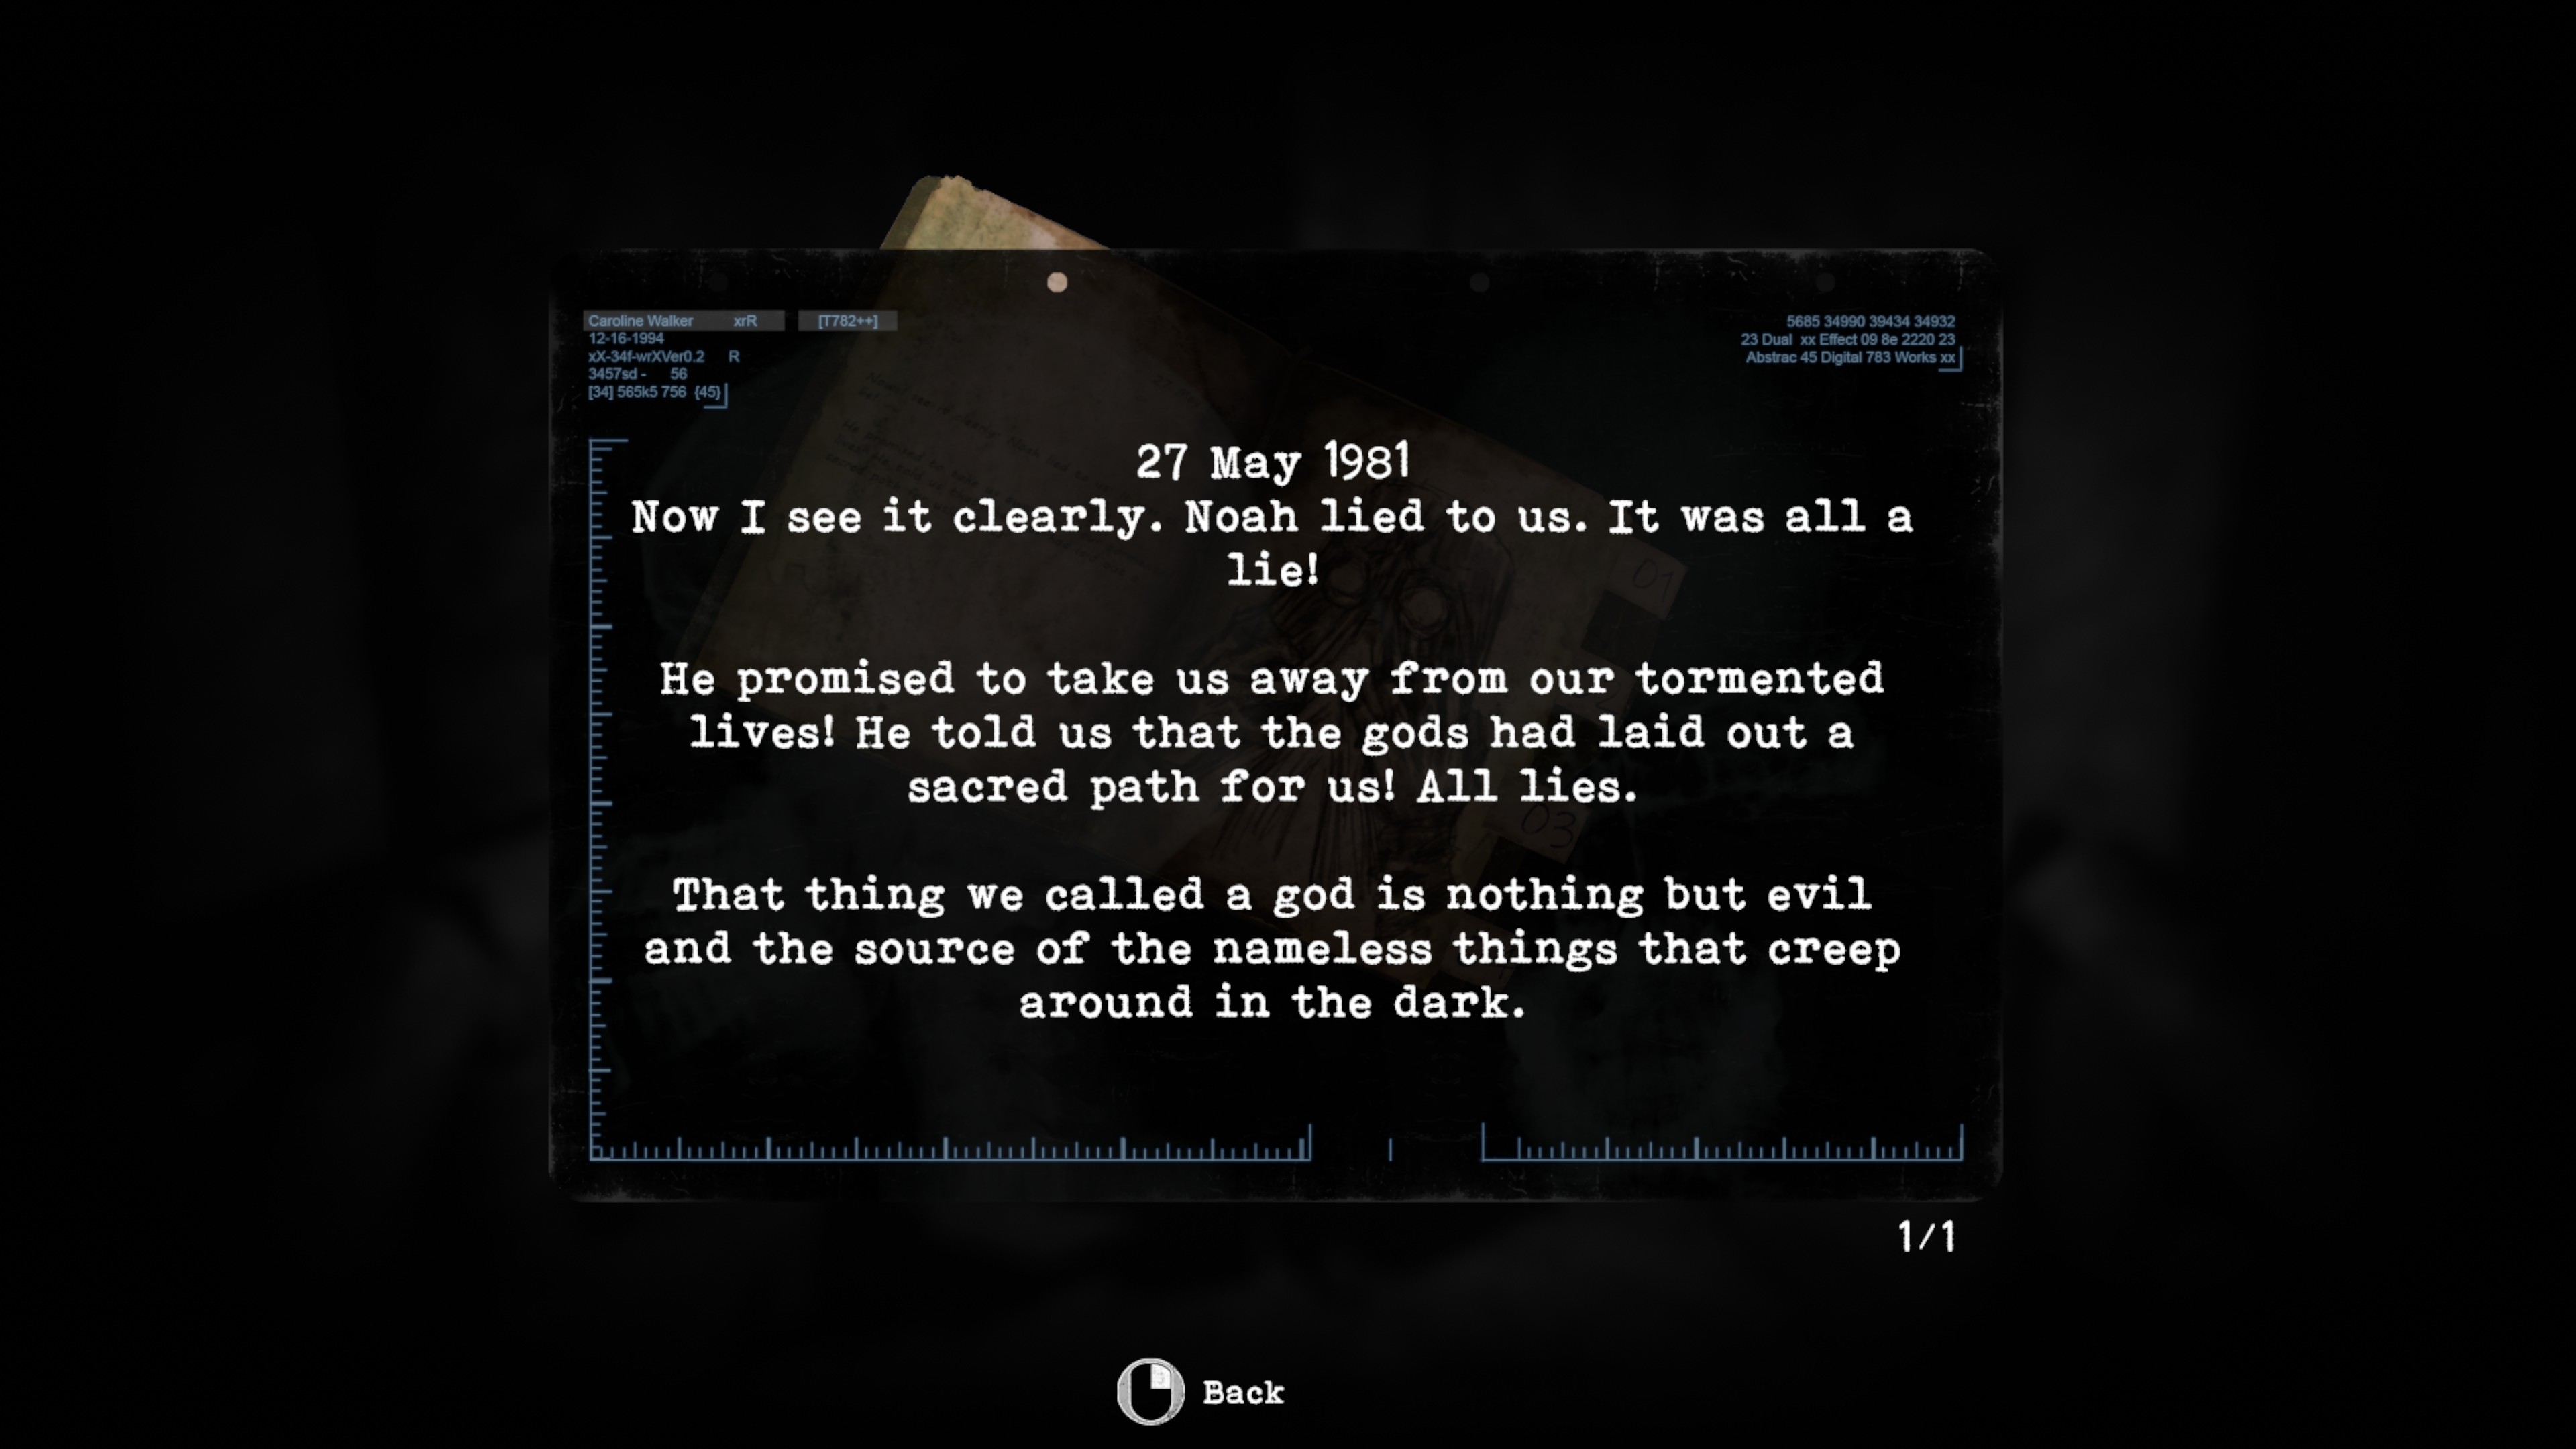 Caroline Walker xrR [T782++]
12-16-1994
xX-34f-wrXVer0.2 R
3457sd - 56
[34] 565k5 756 {45}
5685 34990 39434 34932
23 Dual xx Effect 09 8e 2220 23
Abstrac 45 Digital 783 Works xx
27 May 1981
Now I see it clearly. Noah lied to us. It was all a
lie!
He promised to take us away from our tormented
lives! He told us that the gods had laid out a
sacred path for us! All lies.
That thing we called a god is nothing but evil
and the source of the nameless things that creep
around in the dark.
01
03
1/1
Back